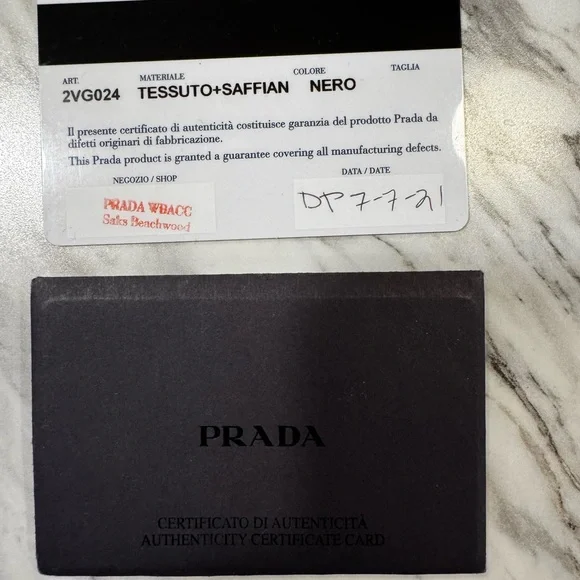 ART. MATERIALE COLORE TAGLIA
2VG024 TESSUTO+SAFFIAN NERO
Il presente certificato di autenticità costituisce garanzia del prodotto Prada da
difetti originari di fabbricazione.
This Prada product is granted a guarantee covering all manufacturing defects.
NEGOZIO / SHOP DATA / DATE
PRADA WBACC DP 7-7-21
Saks Beachwood
PRADA
CERTIFICATO DI AUTENTICITÀ
AUTHENTICITY CERTIFICATE CARD